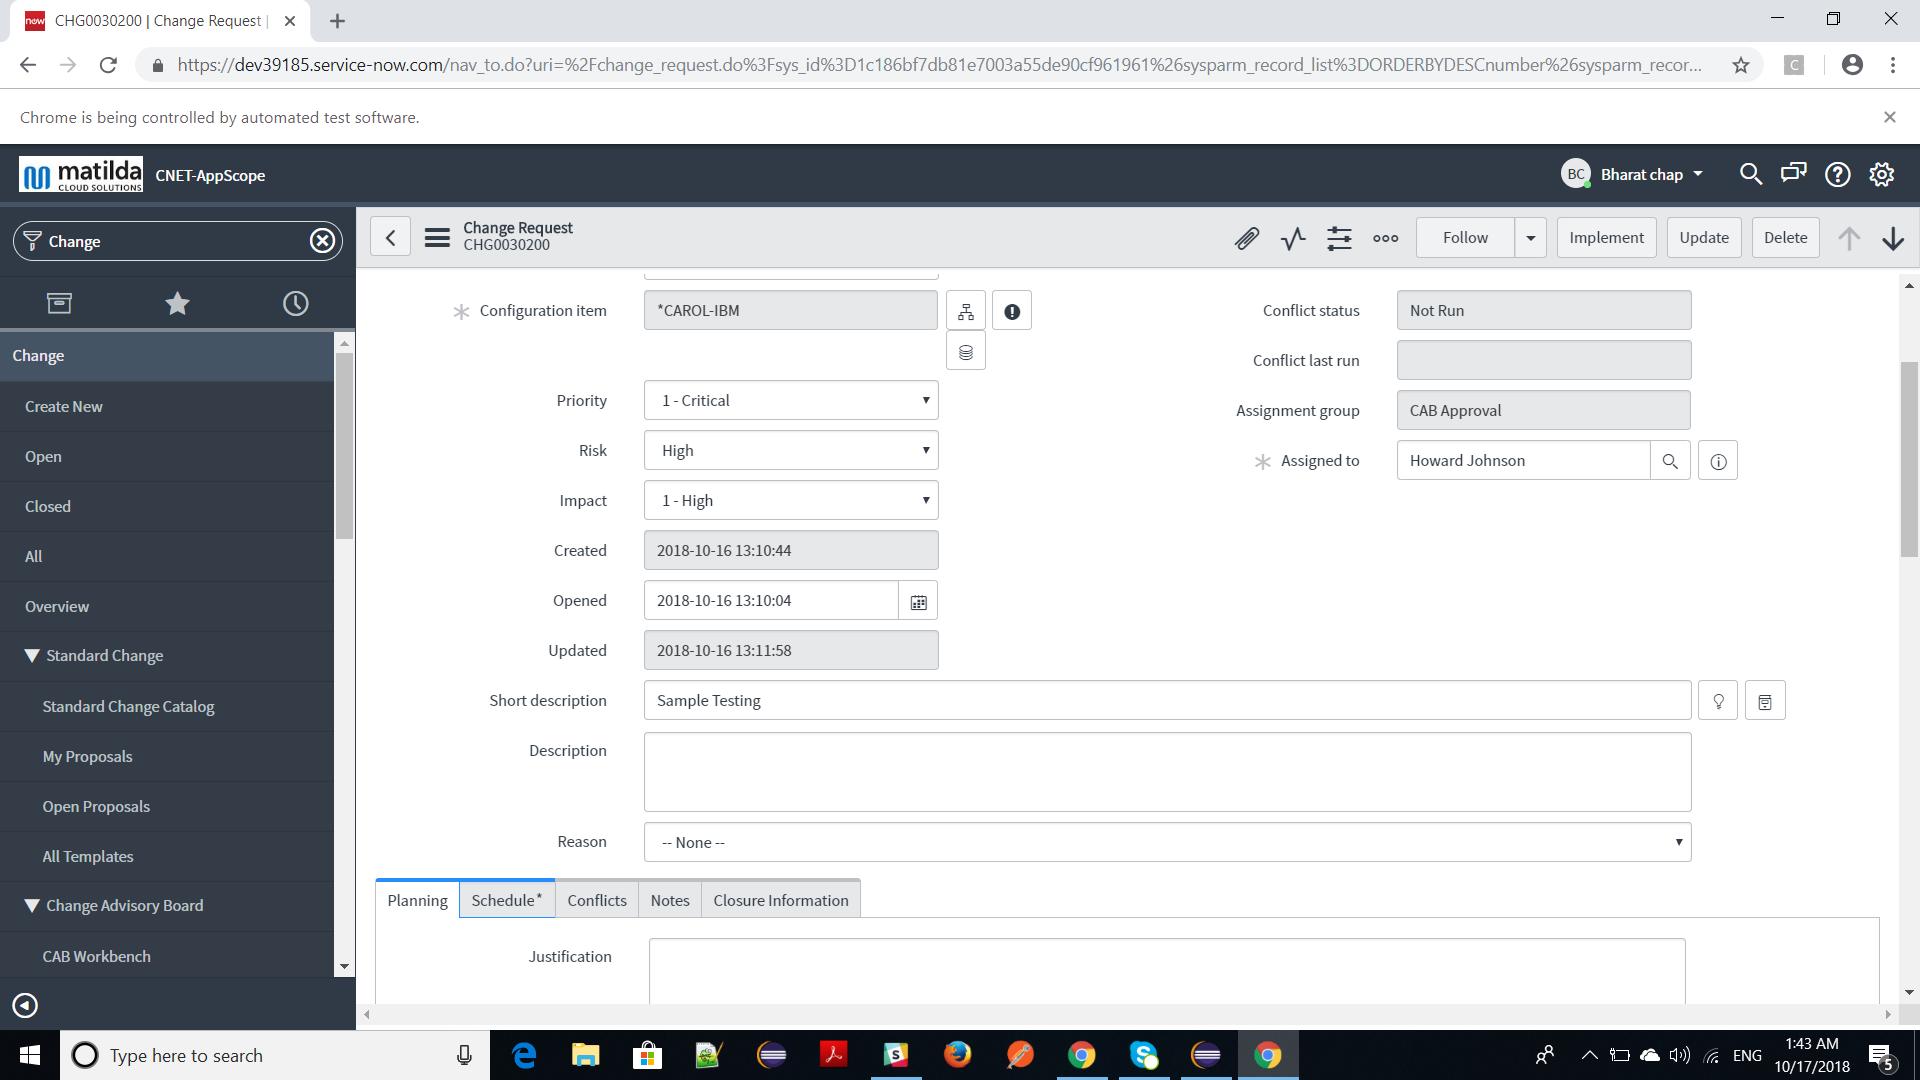 now CHG0030200 | Change Request |
https://dev39185.service-now.com/nav_to.do?uri=%2Fchange_request.do%3Fsys_id%3D1c186bf7db81e7003a55de90cf961961%26sysparm_record_list%3DORDERBYDESCnumber%26sysparm_recor...
C
Chrome is being controlled by automated test software.
matilda
CLOUD SOLUTIONS
CNET-AppScope
BC Bharat chap
Change
Change Request
CHG0030200
Follow
Implement
Update
Delete
Change
Create New
Open
Closed
All
Overview
Standard Change
Standard Change Catalog
My Proposals
Open Proposals
All Templates
Change Advisory Board
CAB Workbench
Configuration item *CAROL-IBM
Priority 1 - Critical
Risk High
Impact 1 - High
Created 2018-10-16 13:10:44
Opened 2018-10-16 13:10:04
Updated 2018-10-16 13:11:58
Conflict status Not Run
Conflict last run
Assignment group CAB Approval
Assigned to Howard Johnson
Short description Sample Testing
Description
Reason -- None --
Planning Schedule* Conflicts Notes Closure Information
Justification
Type here to search
ENG
1:43 AM
10/17/2018
5